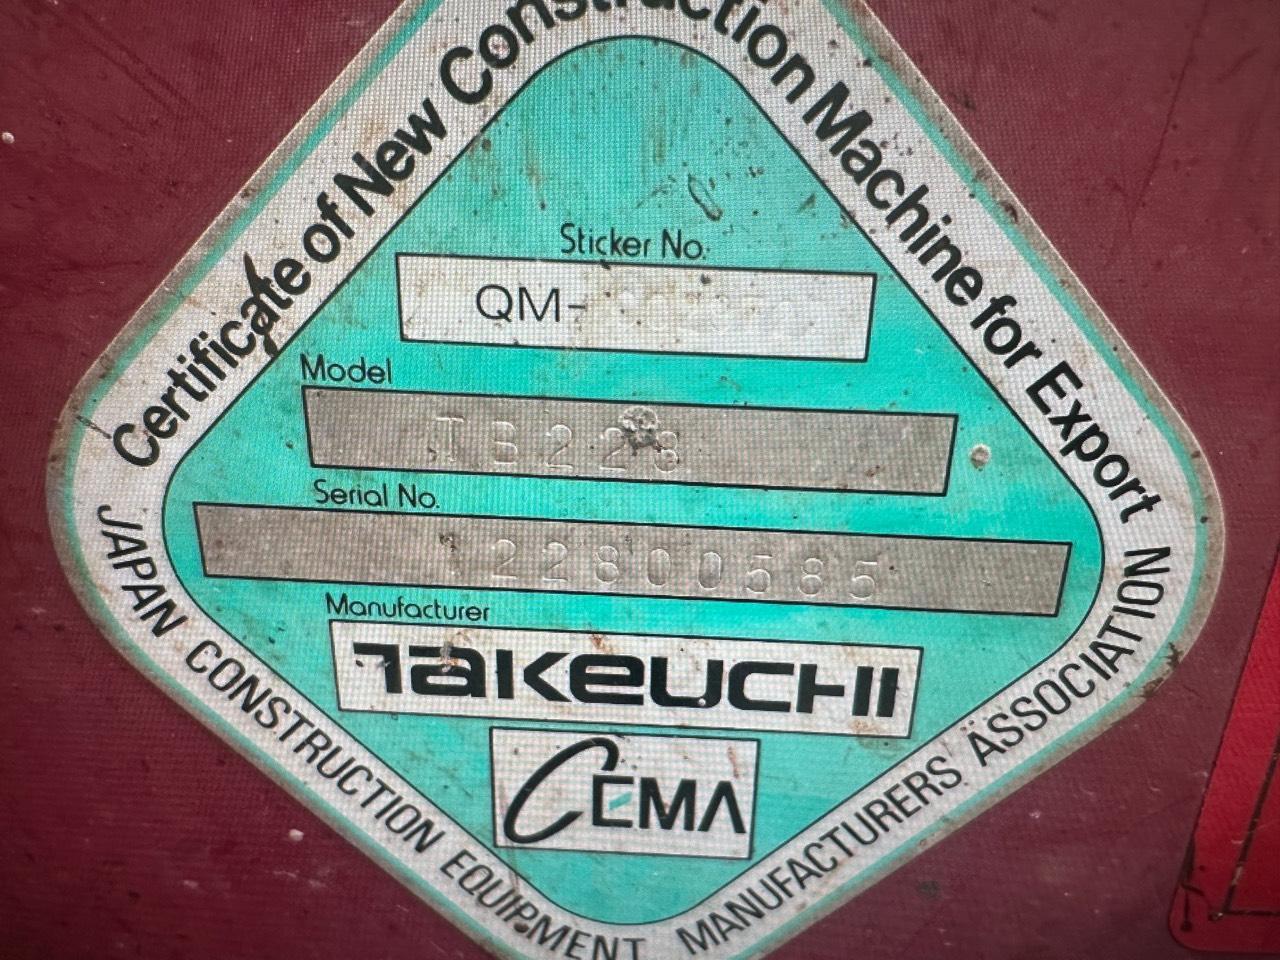 Certificate of New Construction Machine for Export
Sticker No.
QM-
Model
TB228
Serial No.
122800585
Manufacturer
TAKEUCHI
CEMA
JAPAN CONSTRUCTION EQUIPMENT MANUFACTURERS ASSOCIATION